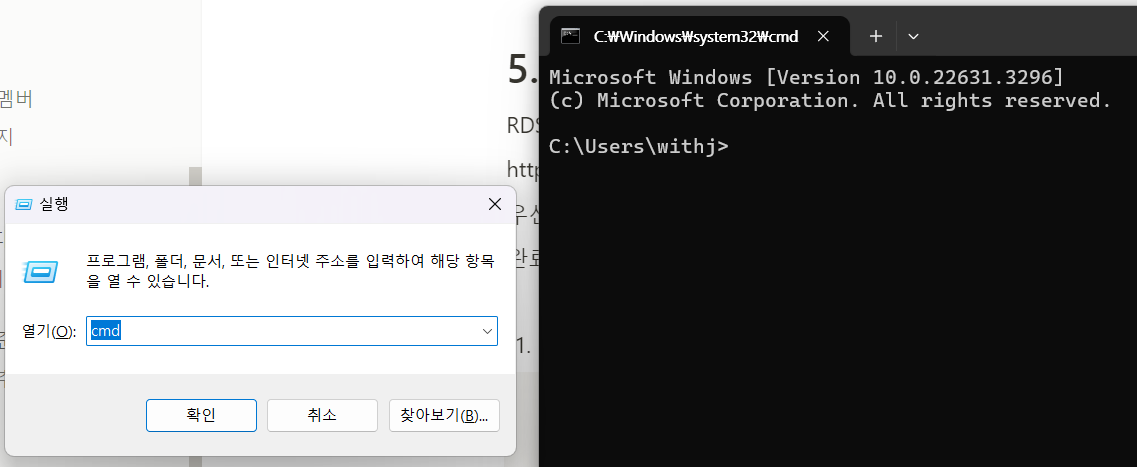 멤버
지
5.
RDS
http
우선
완료
1.
실행
프로그램, 폴더, 문서, 또는 인터넷 주소를 입력하여 해당 항목
을 열 수 있습니다.
열기(O):
cmd
확인
취소
찾아보기(B)...
C:₩Windows₩system32₩cmd
Microsoft Windows [Version 10.0.22631.3296]
(c) Microsoft Corporation. All rights reserved.
C:\Users\withj>